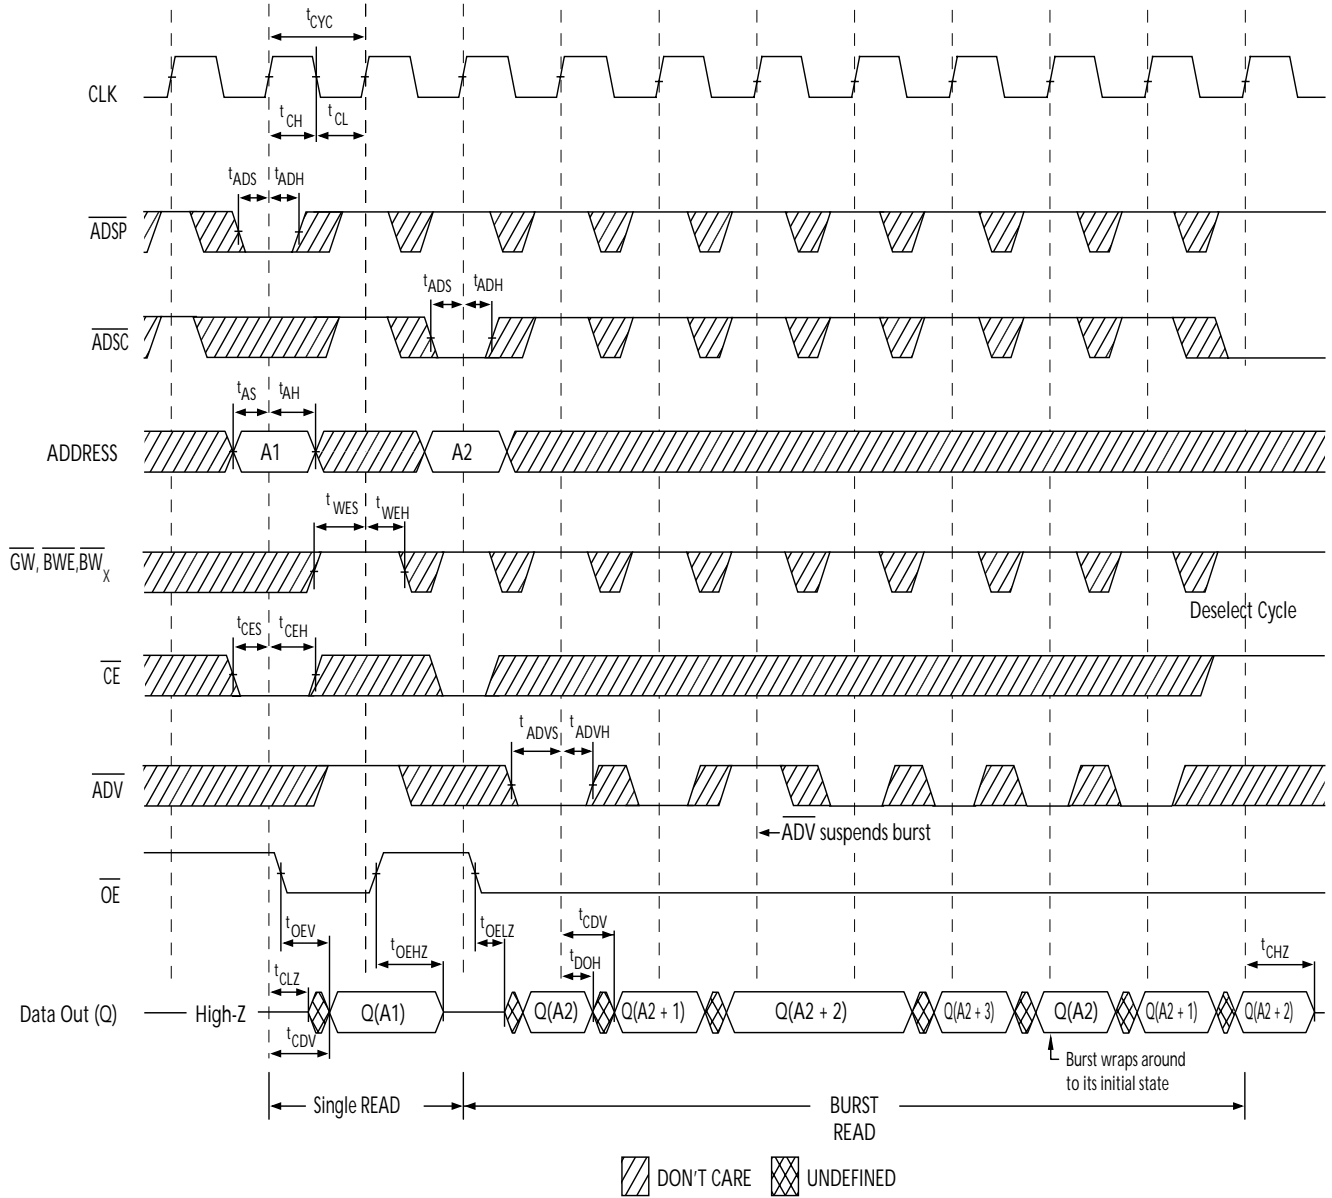 tCYC
CLK
tCH
tCL
tADS
tADH
ADSP
tADS
tADH
ADSC
tAS
tAH
ADDRESS
A1
A2
tWES
tWEH
GW, BWE,BWX
Deselect Cycle
tCES
tCEH
CE
tADVS
tADVH
ADV
ADV suspends burst
OE
tOEV
tOEHZ
tOELZ
tCDV
tDOH
tCHZ
tCLZ
Data Out (Q)
High-Z
Q(A1)
Q(A2)
Q(A2 + 1)
Q(A2 + 2)
Q(A2 + 3)
Q(A2)
Q(A2 + 1)
Q(A2 + 2)
tCDV
Burst wraps around
to its initial state
Single READ
BURST
READ
DON'T CARE
UNDEFINED